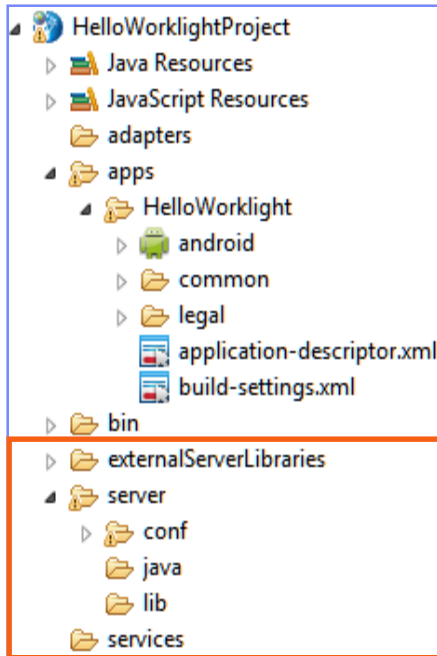 HelloWorklightProject
Java Resources
JavaScript Resources
adapters
apps
HelloWorklight
android
common
legal
application-descriptor.xml
build-settings.xml
bin
externalServerLibraries
server
conf
java
lib
services